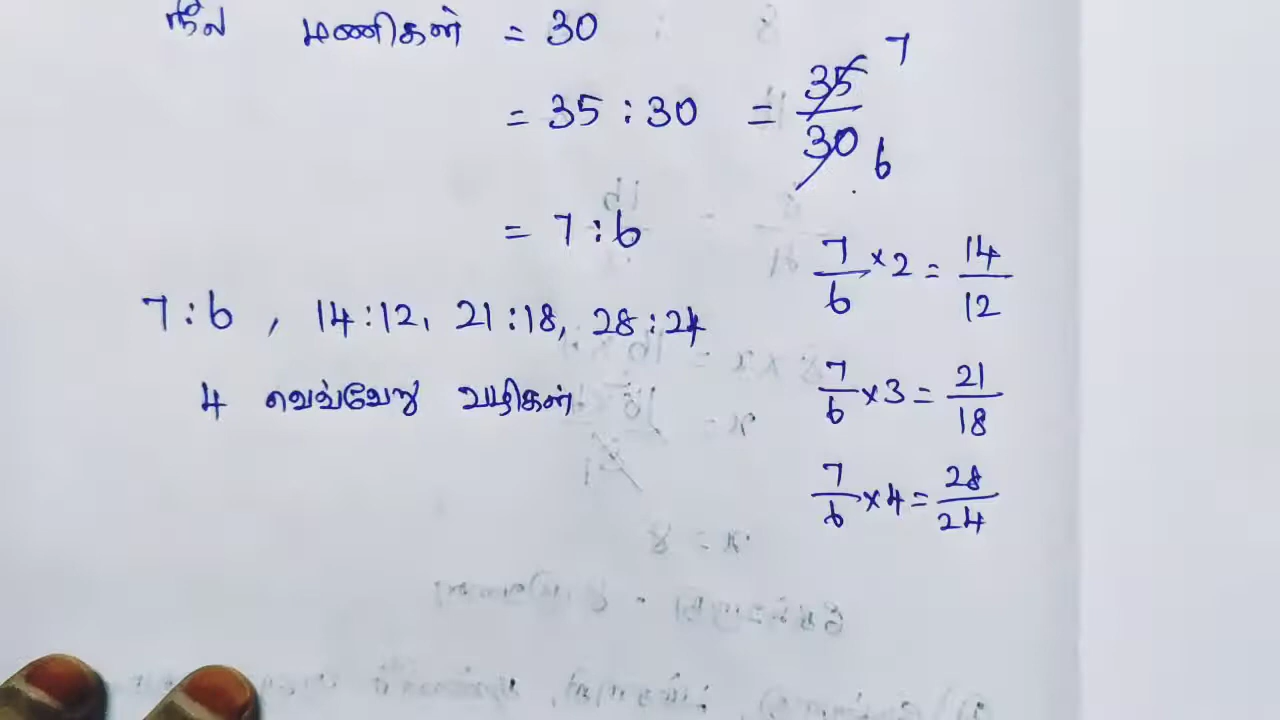 நீல மணிகள் = 30
= 35 : 30 = 35/30 7 6
= 7 : 6
7/6 × 2 = 14/12
7 : 6 , 14 : 12, 21 : 18, 28 : 24
7/6 × 3 = 21/18
4 வெவ்வேறு வழிகள்
7/6 × 4 = 28/24